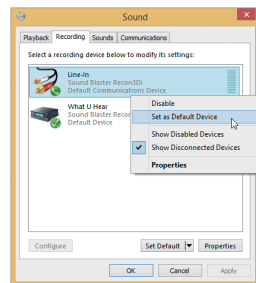 Sound
Playback Recording Sounds Communications
Select a recording device below to modify its settings:
Line-In
Sound Blaster Recon3Di
Default Communications Device
What U Hear
Sound Blaster Recon
Default Device
Disable
Set as Default Device
Show Disabled Devices
Show Disconnected Devices
Properties
Configure Set Default Properties
OK Cancel Apply